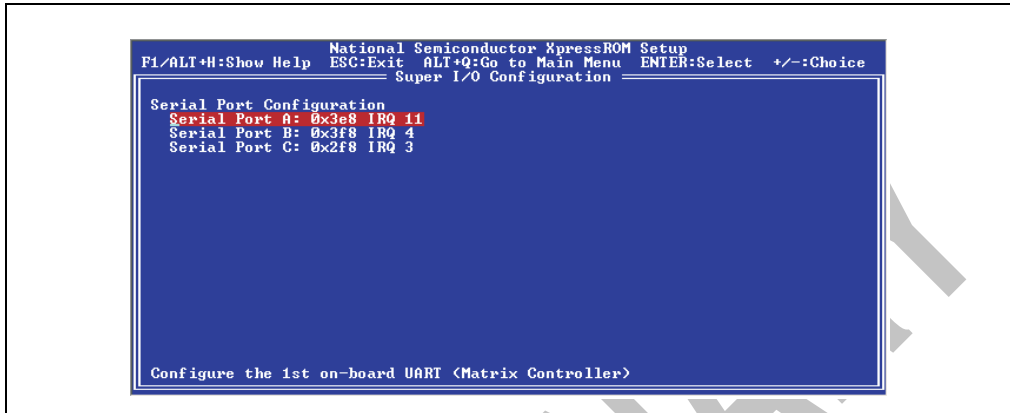 National Semiconductor XpressROM Setup
F1/ALT+H:Show Help ESC:Exit ALT+Q:Go to Main Menu ENTER:Select +/-:Choice
Super I/O Configuration
Serial Port Configuration
Serial Port A: 0x3e8 IRQ 11
Serial Port B: 0x3f8 IRQ 4
Serial Port C: 0x2f8 IRQ 3
Configure the 1st on-board UART (Matrix Controller)